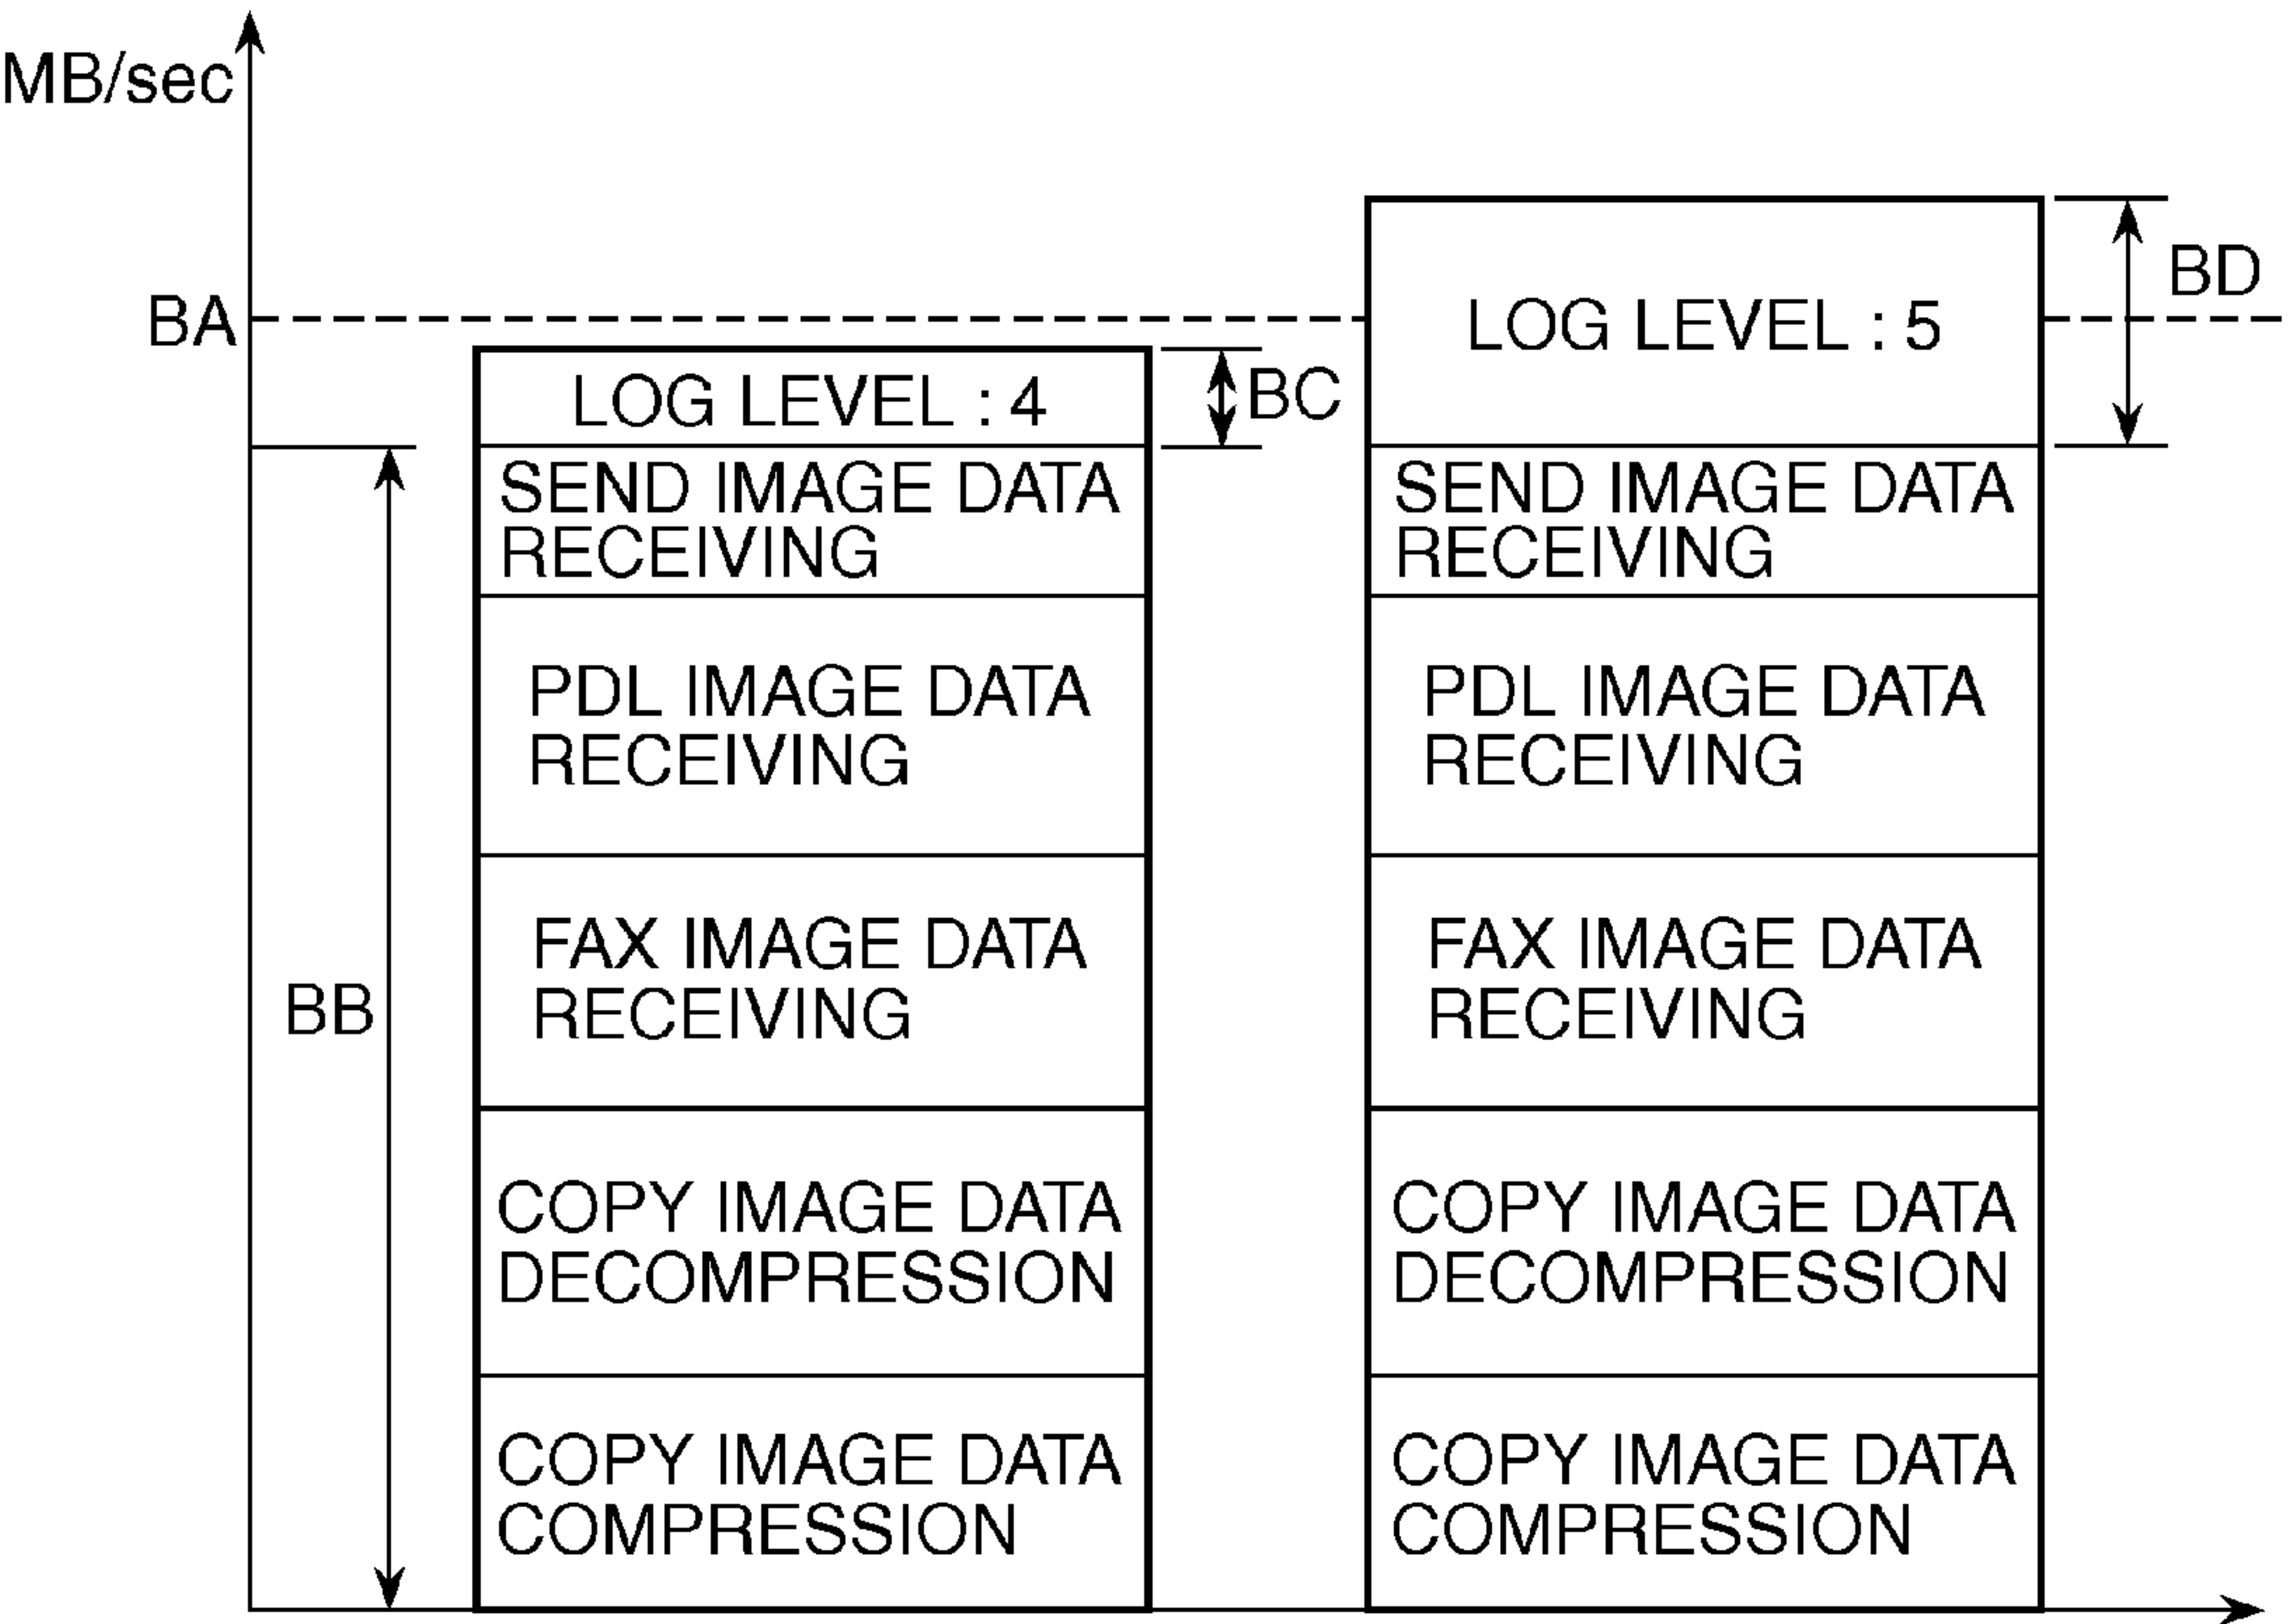 MB/sec
BA
BB
LOG LEVEL : 4
BC
SEND IMAGE DATA
RECEIVING
PDL IMAGE DATA
RECEIVING
FAX IMAGE DATA
RECEIVING
COPY IMAGE DATA
DECOMPRESSION
COPY IMAGE DATA
COMPRESSION
LOG LEVEL : 5
BD
SEND IMAGE DATA
RECEIVING
PDL IMAGE DATA
RECEIVING
FAX IMAGE DATA
RECEIVING
COPY IMAGE DATA
DECOMPRESSION
COPY IMAGE DATA
COMPRESSION